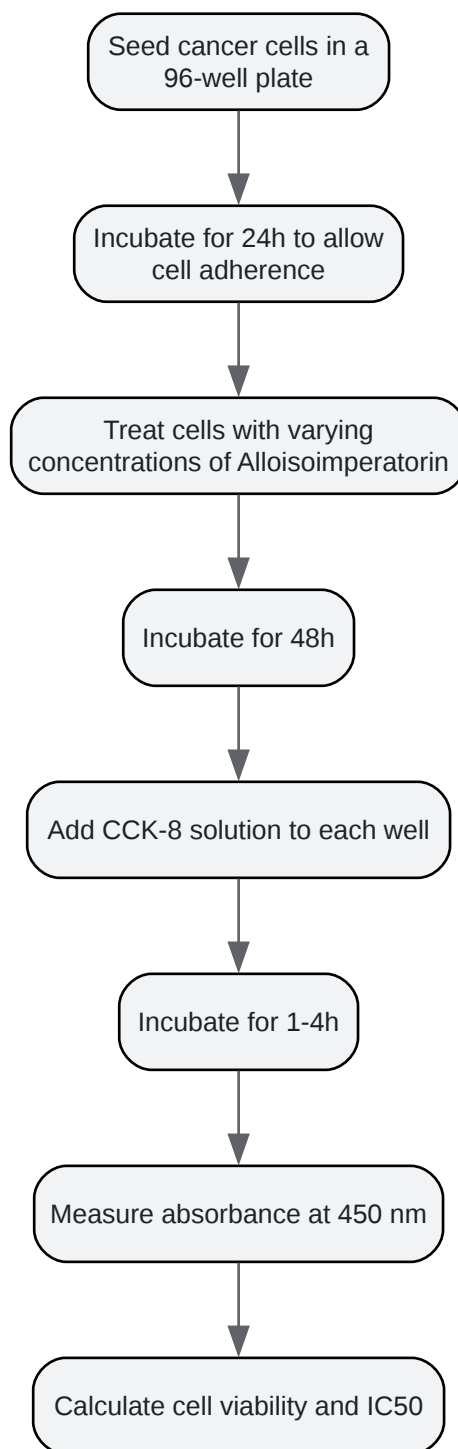 Seed cancer cells in a
96-well plate
Incubate for 24h to allow
cell adherence
Treat cells with varying
concentrations of Alloisoimperatorin
Incubate for 48h
Add CCK-8 solution to each well
Incubate for 1-4h
Measure absorbance at 450 nm
Calculate cell viability and IC50